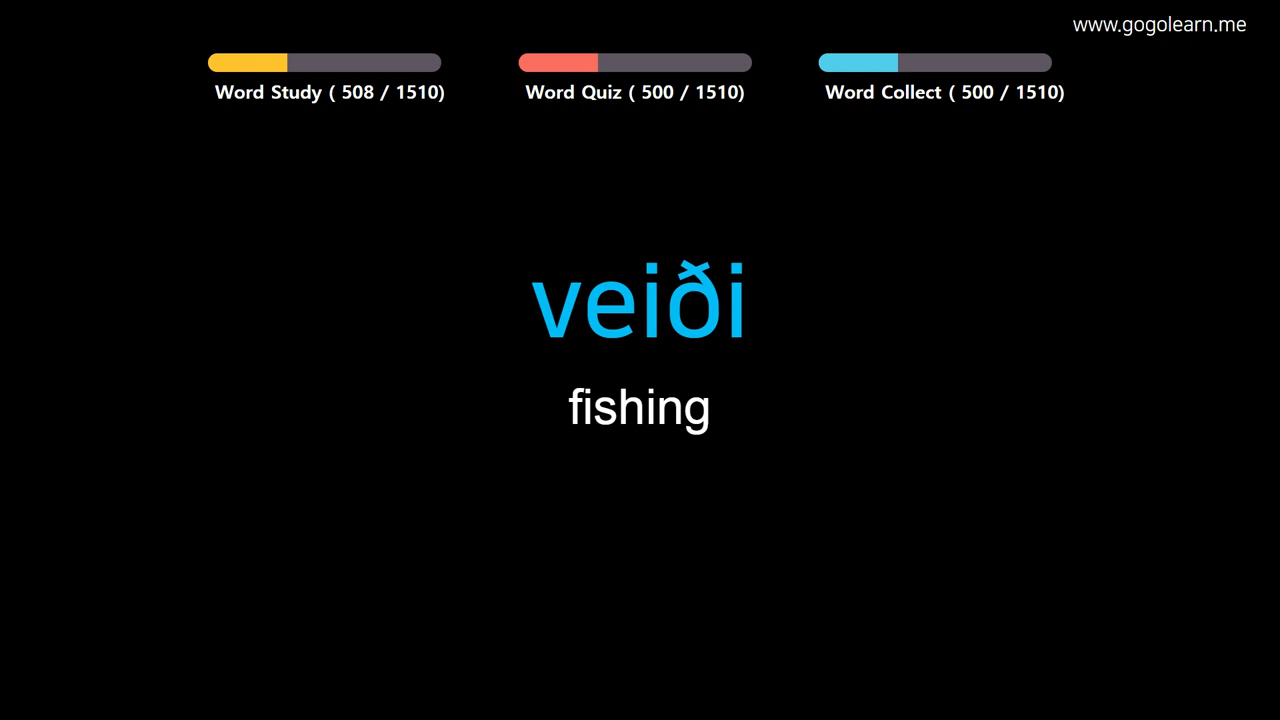 www.gogolearn.me
Word Study ( 508 / 1510)
Word Quiz ( 500 / 1510)
Word Collect ( 500 / 1510)
veiði
fishing